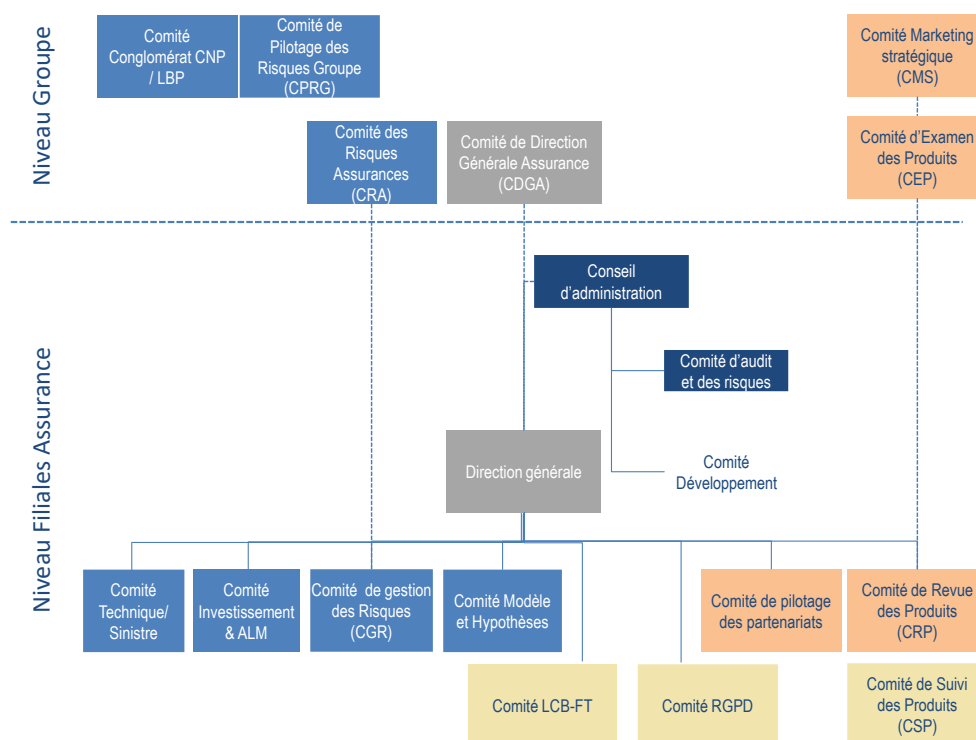 Niveau Groupe
Comité
Conglomérat CNP
/ LBP
Comité de
Pilotage des
Risques Groupe
(CPRG)
Comité Marketing
stratégique
(CMS)
Comité des
Risques
Assurances
(CRA)
Comité de Direction
Générale Assurance
(CDGA)
Comité d'Examen
des Produits
(CEP)
Niveau Filiales Assurance
Conseil
d'administration
Comité d'audit
et des risques
Direction générale
Comité
Développement
Comité
Technique/
Sinistre
Comité
Investissement
& ALM
Comité de gestion
des Risques
(CGR)
Comité Modèle
et Hypothèses
Comité de pilotage
des partenariats
Comité de Revue
des Produits
(CRP)
Comité LCB-FT
Comité RGPD
Comité de Suivi
des Produits
(CSP)